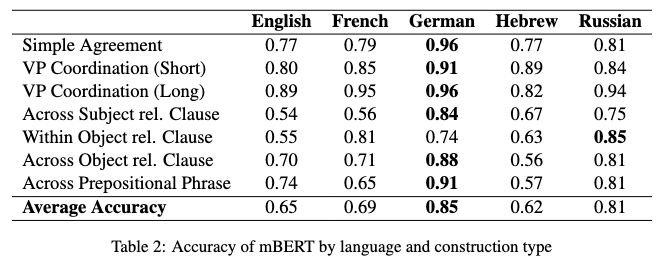 English French German Hebrew Russian
Simple Agreement 0.77 0.79 0.96 0.77 0.81
VP Coordination (Short) 0.80 0.85 0.91 0.89 0.84
VP Coordination (Long) 0.89 0.95 0.96 0.82 0.94
Across Subject rel. Clause 0.54 0.56 0.84 0.67 0.75
Within Object rel. Clause 0.55 0.81 0.74 0.63 0.85
Across Object rel. Clause 0.70 0.71 0.88 0.56 0.81
Across Prepositional Phrase 0.74 0.65 0.91 0.57 0.81
Average Accuracy 0.65 0.69 0.85 0.62 0.81
Table 2: Accuracy of mBERT by language and construction type